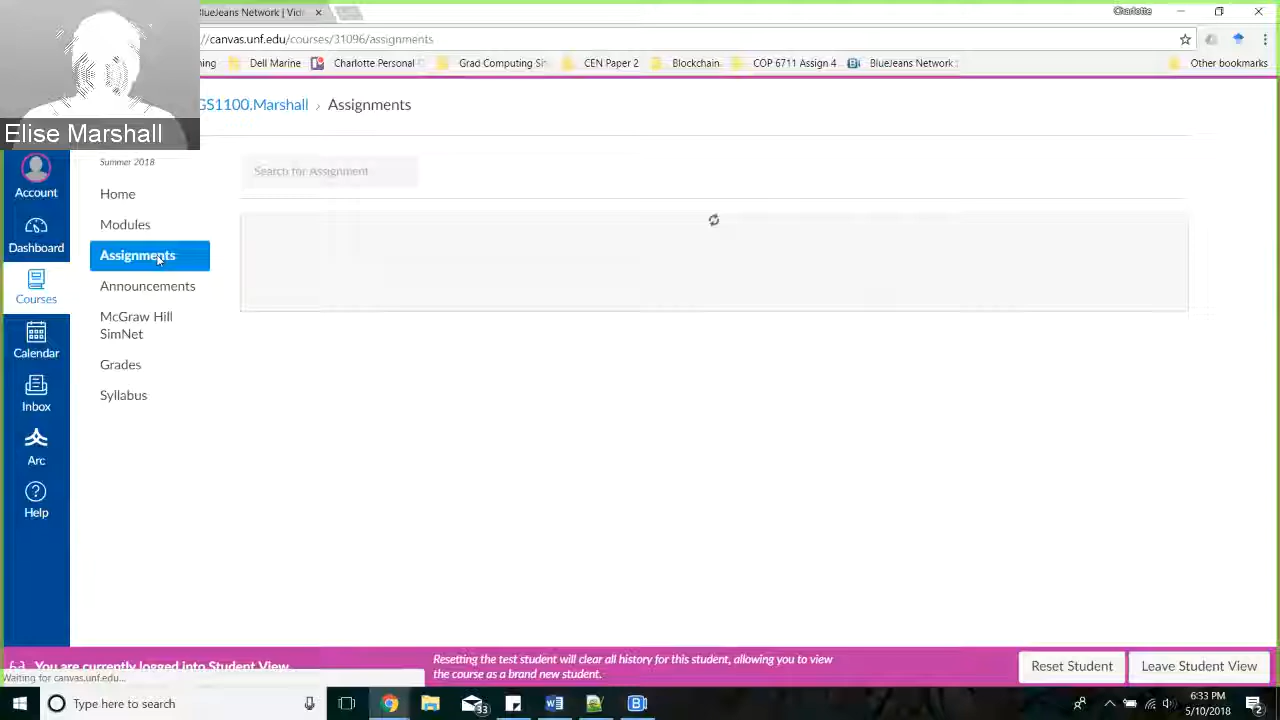 BlueJeans Network | Vid
Charlotte
//canvas.unf.edu/courses/31096/assignments
ning Dell Marine Charlotte Personal Grad Computing Si CEN Paper 2 Blockchain COP 6711 Assign 4 BlueJeans Network : Other bookmarks
Elise Marshall
GS1100.Marshall › Assignments
Summer 2018
Account
Dashboard
Courses
Calendar
Inbox
Arc
Help
Home
Modules
Assignments
Announcements
McGraw Hill
SimNet
Grades
Syllabus
Search for Assignment
You are currently logged into Student View
Resetting the test student will clear all history for this student, allowing you to view
the course as a brand new student.
Reset Student
Leave Student View
Waiting for canvas.unf.edu...
Type here to search
33
6:33 PM
5/10/2018
2